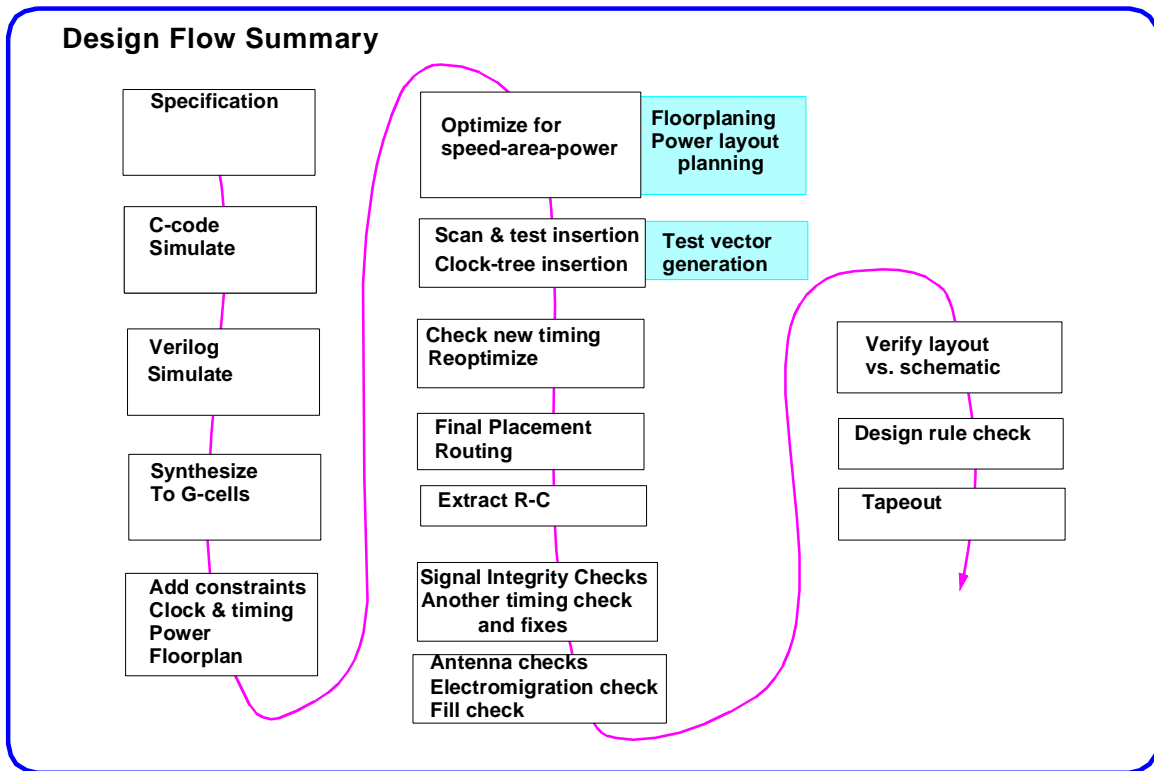 Design Flow Summary
Specification
C-code
Simulate
Verilog
Simulate
Synthesize
To G-cells
Add constraints
Clock & timing
Power
Floorplan
Optimize for
speed-area-power
Floorplaning
Power layout
planning
Scan & test insertion
Clock-tree insertion
Test vector
generation
Check new timing
Reoptimize
Final Placement
Routing
Extract R-C
Signal Integrity Checks
Another timing check
and fixes
Antenna checks
Electromigration check
Fill check
Verify layout
vs. schematic
Design rule check
Tapeout